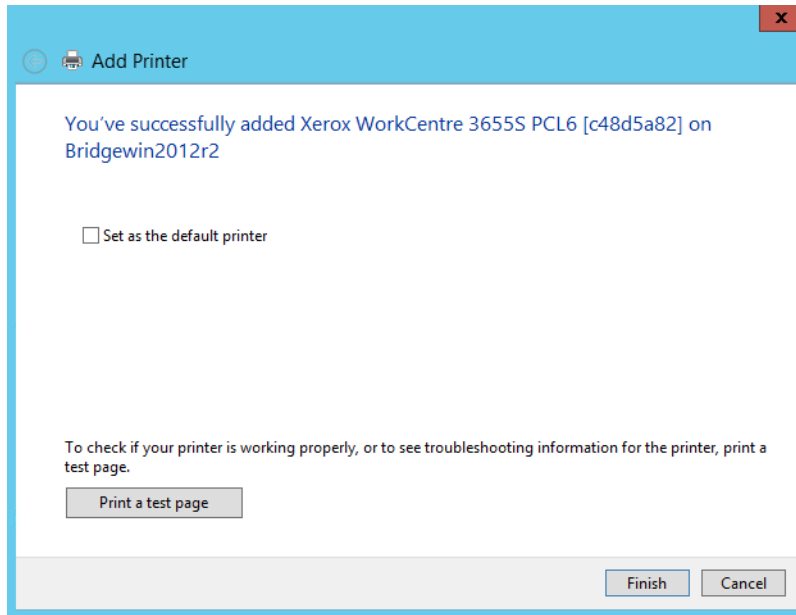 x
Add Printer
You've successfully added Xerox WorkCentre 3655S PCL6 [c48d5a82] on
Bridgewin2012r2
Set as the default printer
To check if your printer is working properly, or to see troubleshooting information for the printer, print a
test page.
Print a test page
Finish Cancel